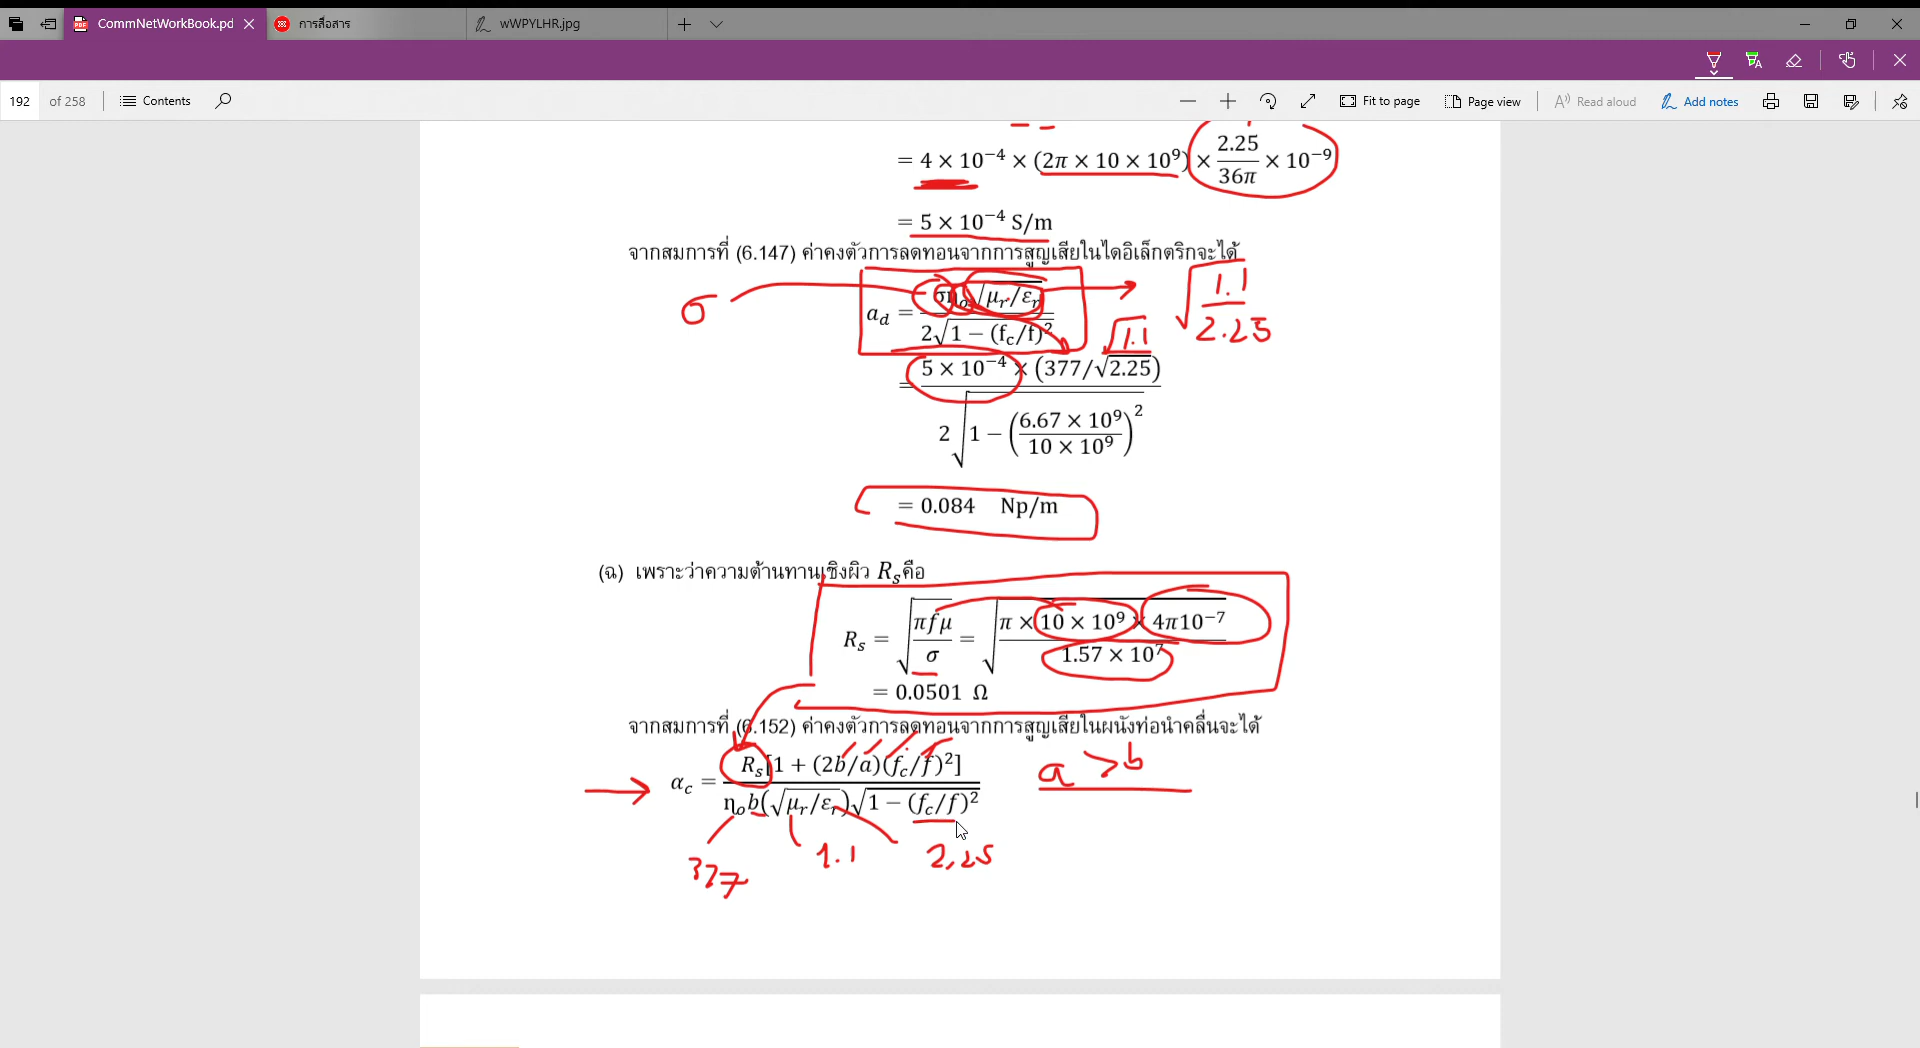 CommNetWorkBook.pd
การสื่อสาร
wWPYLHR.jpg
192 of 258 Contents Fit to page Page view Read aloud Add notes
= 4 × 10⁻⁴ × (2π × 10 × 10⁹) × 2.25/36π × 10⁻⁹
= 5 × 10⁻⁴ S/m
จากสมการที่ (6.147) ค่าคงตัวการลดทอนจากการสูญเสียในไดอิเล็กตริกจะได้
σ
a_d = ση₀√(μᵣ/εᵣ) / 2√(1 − (f_c/f)²)
√(1.1/2.25)
√1.1
= 5 × 10⁻⁴ × (377/√2.25) / 2√(1 − (6.67 × 10⁹/10 × 10⁹)²)
= 0.084 Np/m
(ฉ) เพราะว่าความต้านทานเชิงผิว Rₛคือ
Rₛ = √(πfμ/σ) = √(π × 10 × 10⁹ × 4π10⁻⁷ / 1.57 × 10⁷)
= 0.0501 Ω
จากสมการที่ (6.152) ค่าคงตัวการลดทอนจากการสูญเสียในผนังท่อนำคลื่นจะได้
α_c = Rₛ[1 + (2b/a)(f_c/f)²] / η₀b(√(μᵣ/εᵣ))√(1 − (f_c/f)²)
a > b
377 1.1 2.25